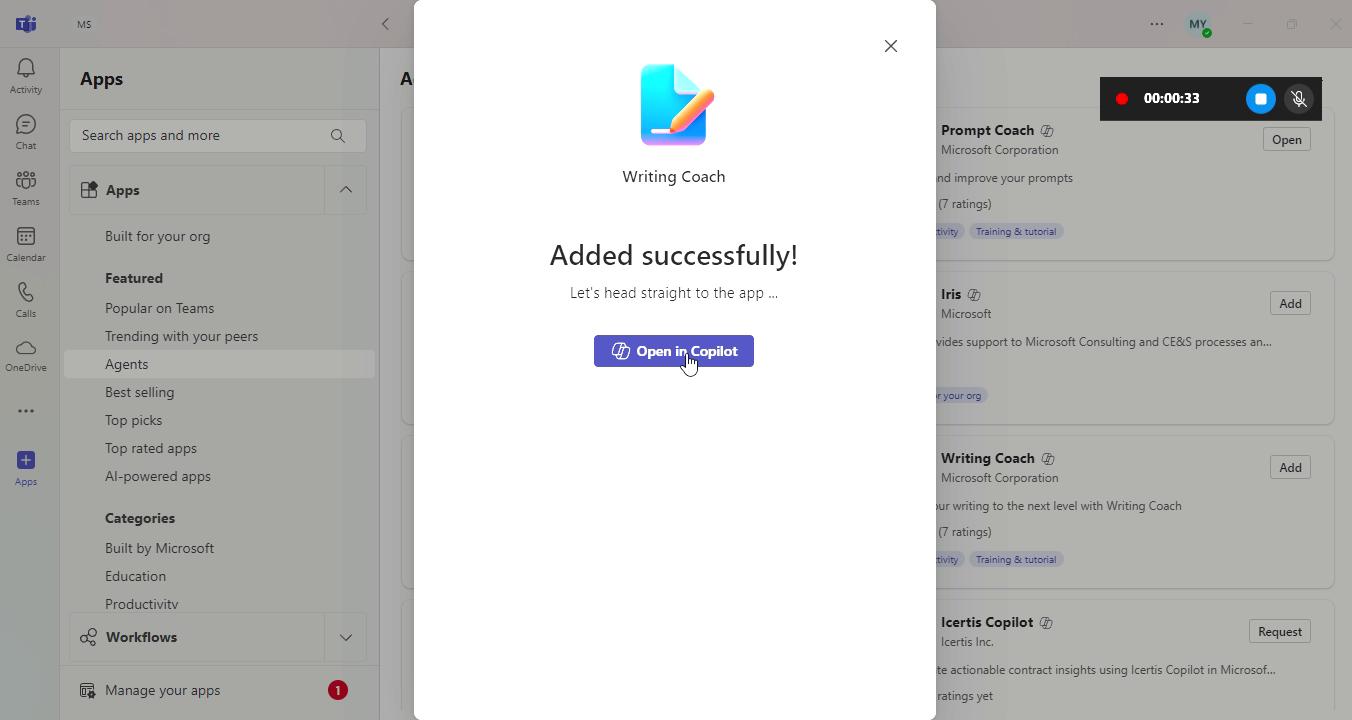 MS
MY
Activity
Chat
Teams
Calendar
Calls
OneDrive
Apps
Apps
Search apps and more
Apps
Built for your org
Featured
Popular on Teams
Trending with your peers
Agents
Best selling
Top picks
Top rated apps
AI-powered apps
Categories
Built by Microsoft
Education
Productivity
Workflows
Manage your apps
1
Writing Coach
Added successfully!
Let's head straight to the app ...
Open in Copilot
00:00:33
Prompt Coach
Open
Microsoft Corporation
and improve your prompts
(7 ratings)
Training & tutorial
Iris
Add
Microsoft
support to Microsoft Consulting and CE&S processes an...
your org
Writing Coach
Add
Microsoft Corporation
writing to the next level with Writing Coach
(7 ratings)
Training & tutorial
Icertis Copilot
Request
Icertis Inc.
actionable contract insights using Icertis Copilot in Microsof...
ratings yet